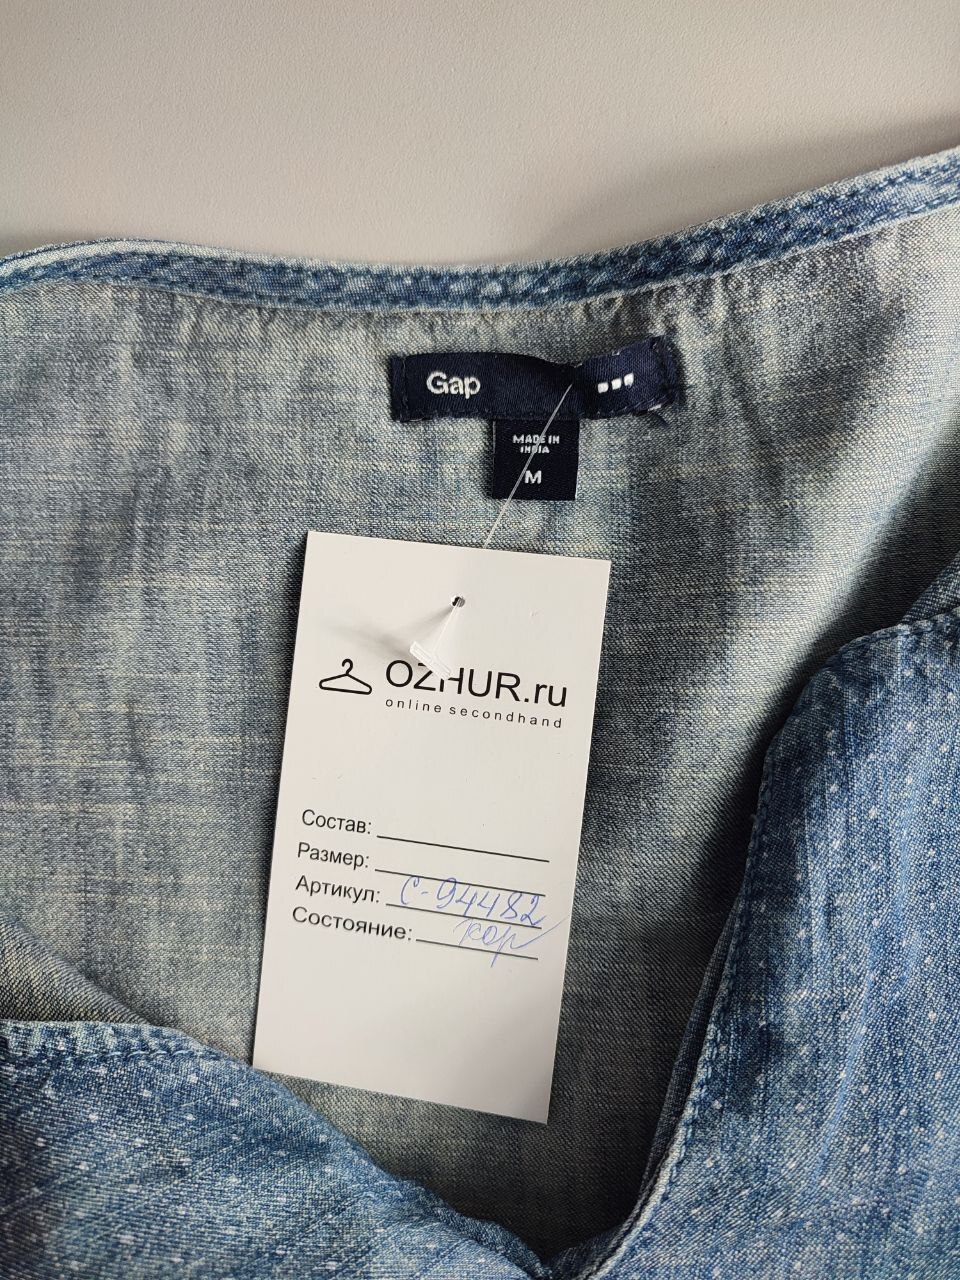 Gap
MADE IN
INDIA
M
OZHUR.ru
online secondhand
Состав:
Размер:
Артикул: С-94482
Состояние: хор